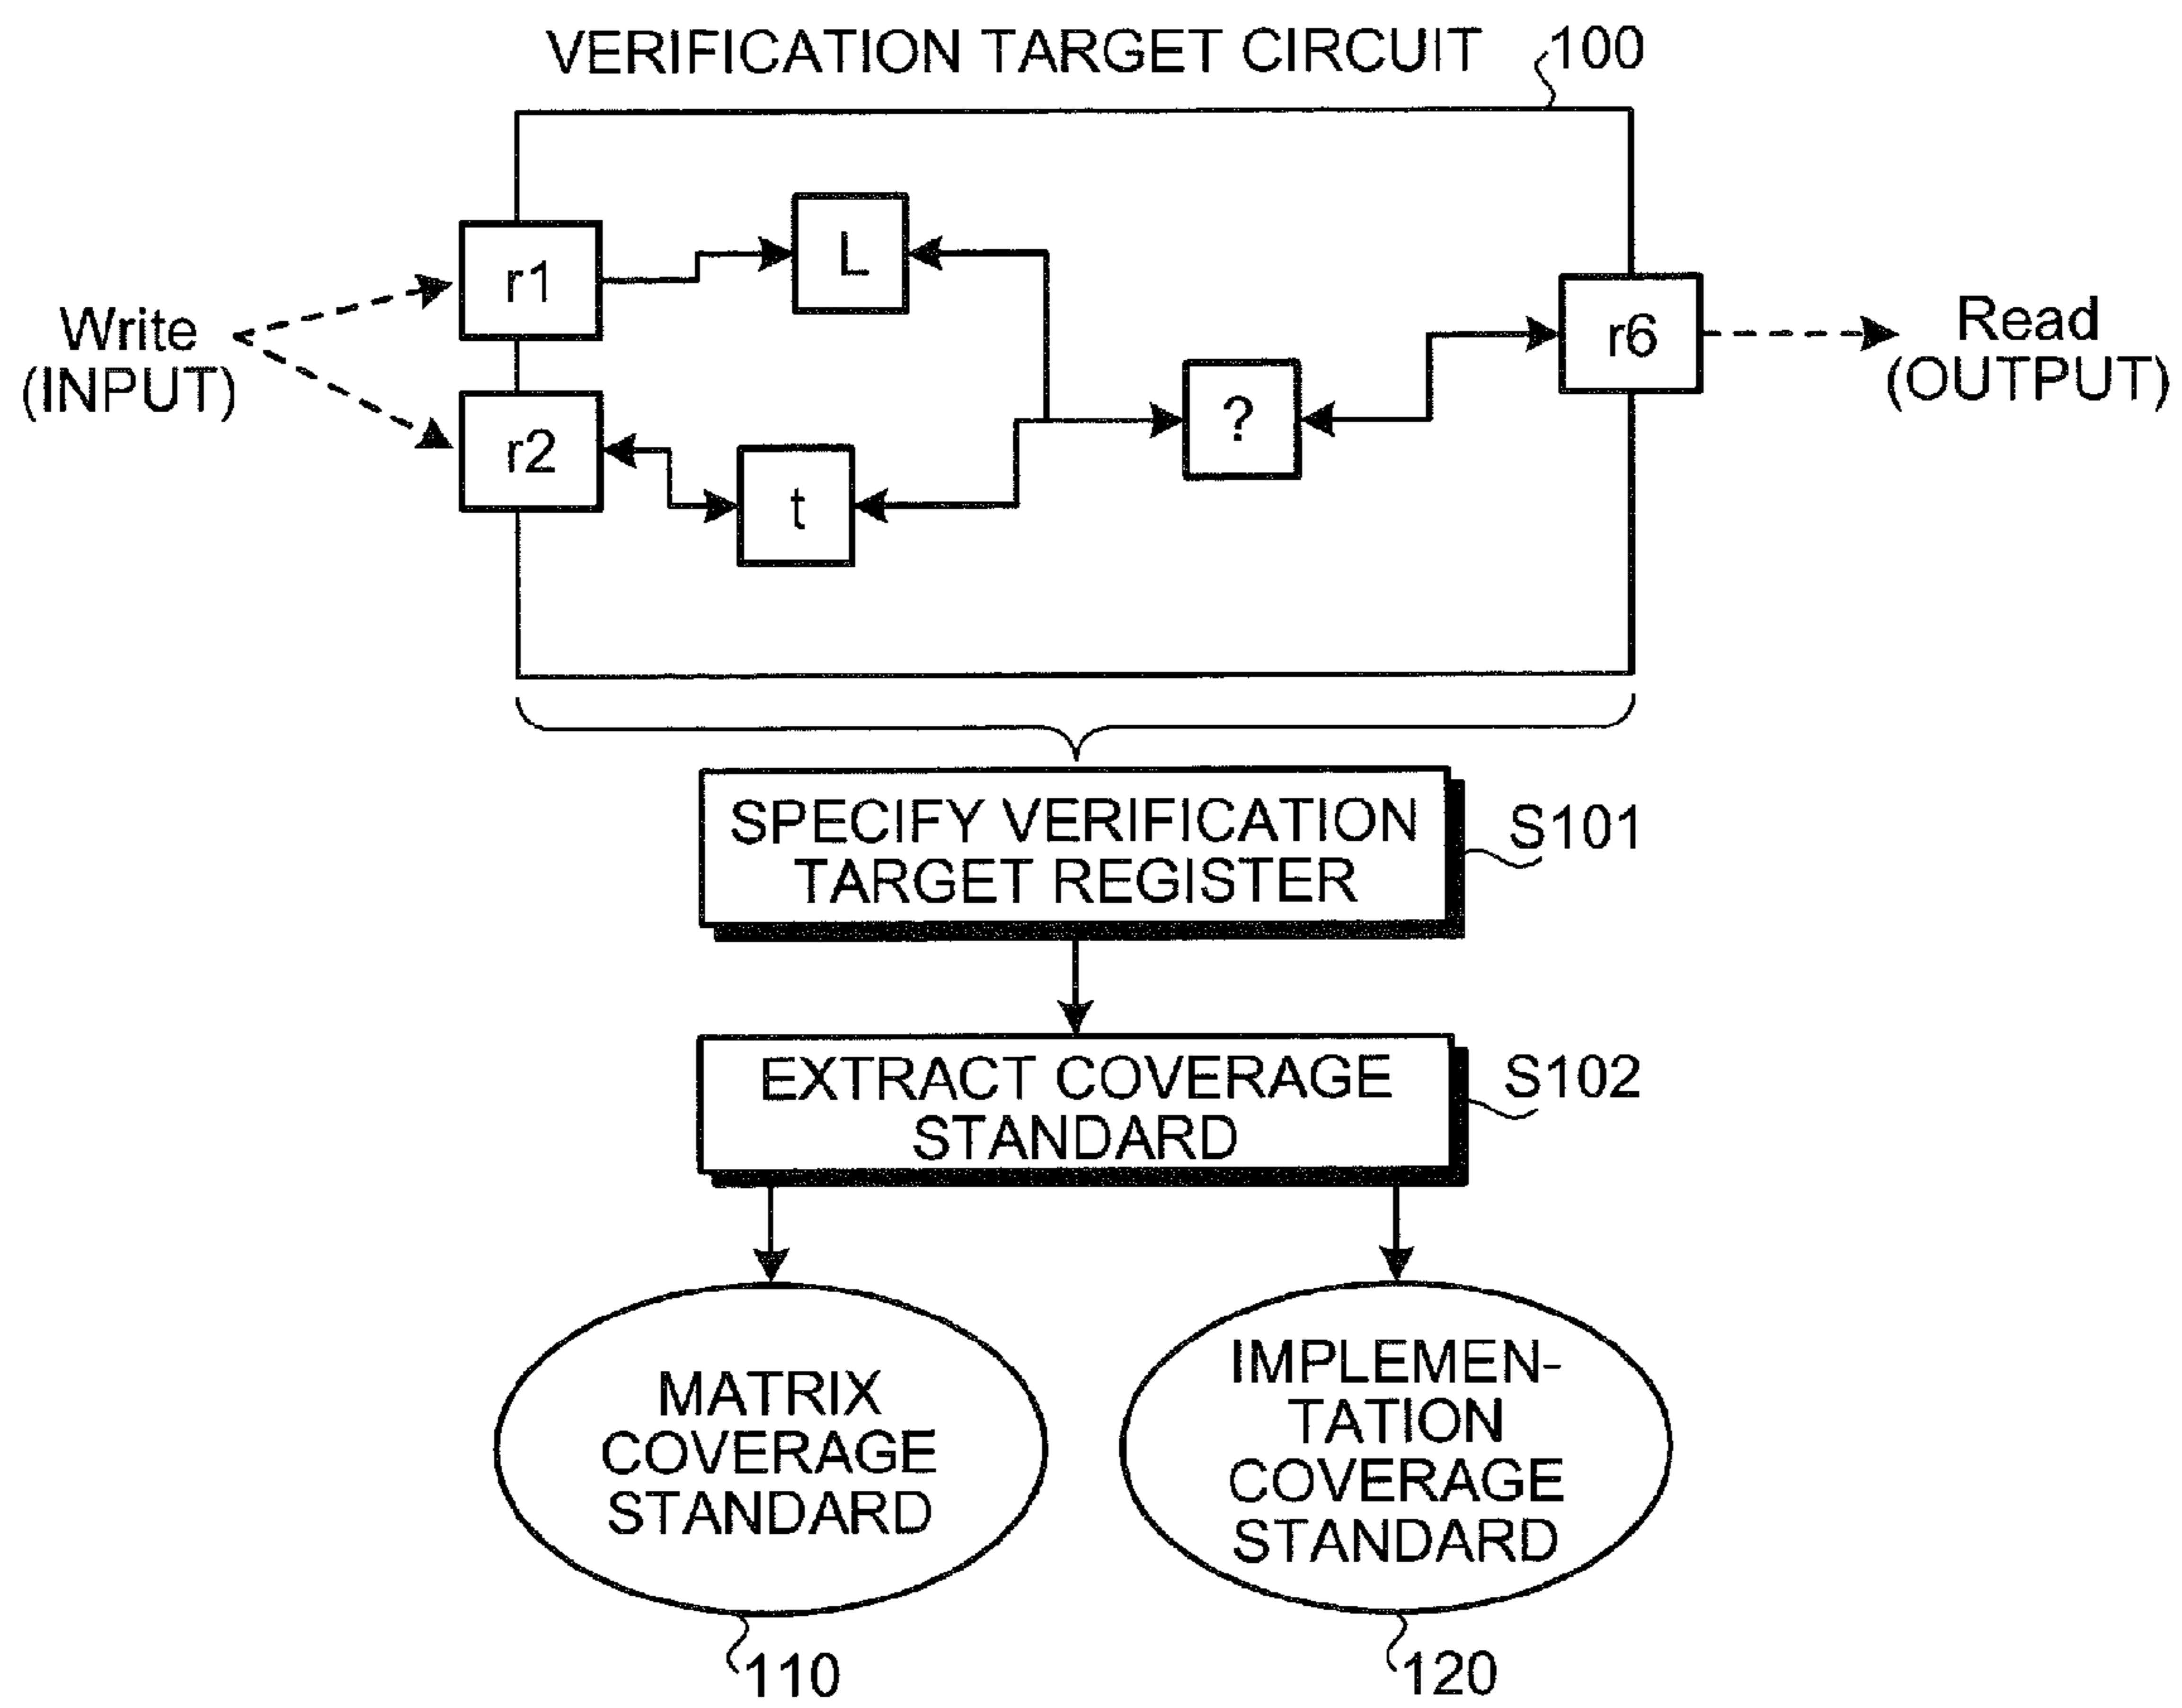 VERIFICATION TARGET CIRCUIT
100
r1
L
Write
(INPUT)
r2
t
?
r6
Read
(OUTPUT)
SPECIFY VERIFICATION
TARGET REGISTER
S101
EXTRACT COVERAGE
STANDARD
S102
MATRIX
COVERAGE
STANDARD
110
IMPLEMEN-
TATION
COVERAGE
STANDARD
120